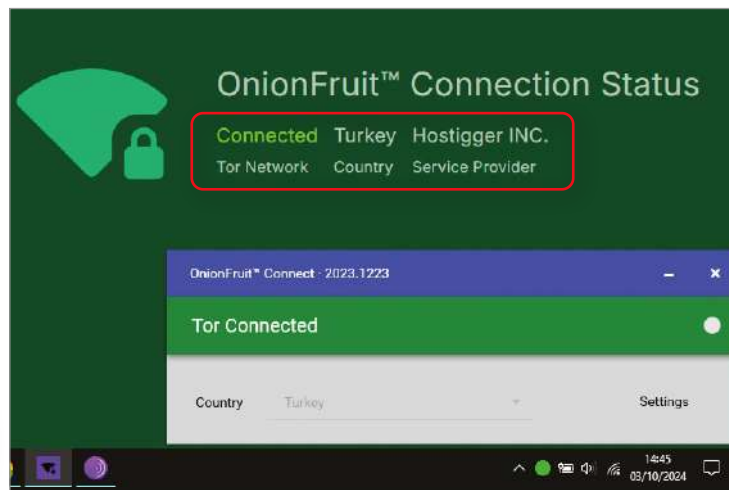 OnionFruit™ Connection Status
Connected Turkey Hostigger INC.
Tor Network Country Service Provider
OnionFruit™ Connect - 2023.1223
Tor Connected
Country Turkey Settings
14:45
03/10/2024